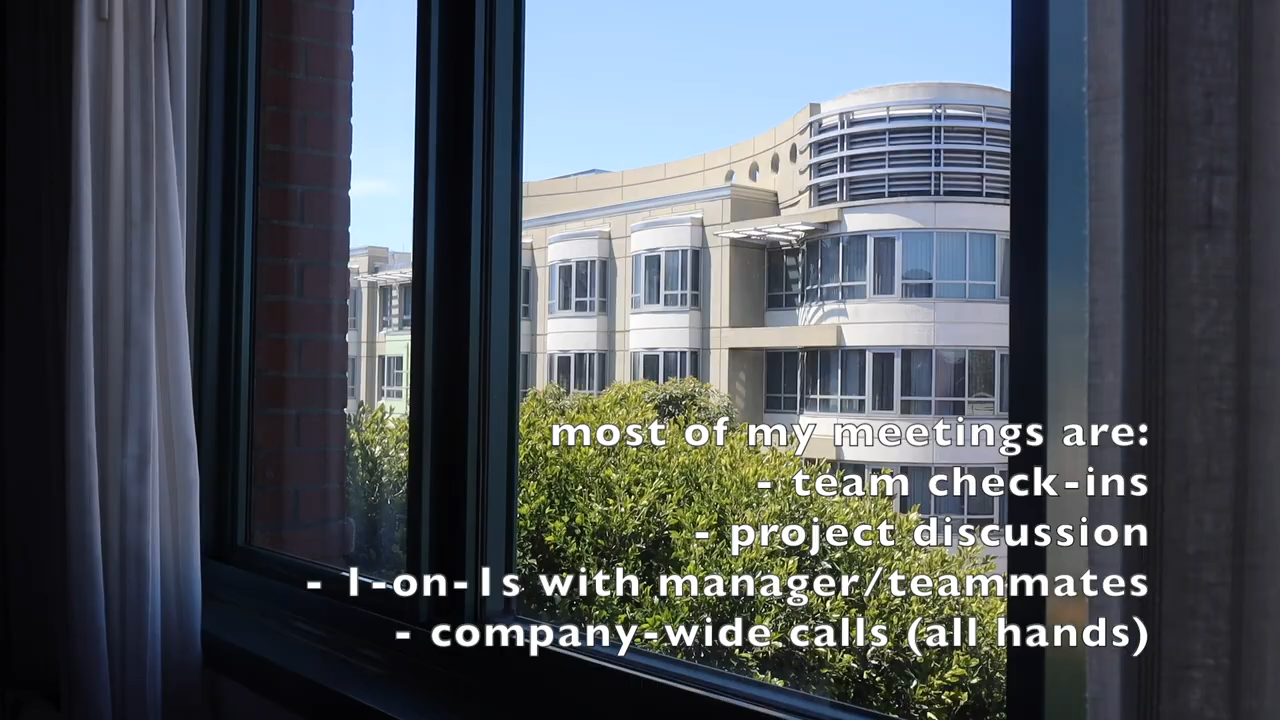 most of my meetings are:
- team check-ins
- project discussion
- 1-on-1s with manager/teammates
- company-wide calls (all hands)